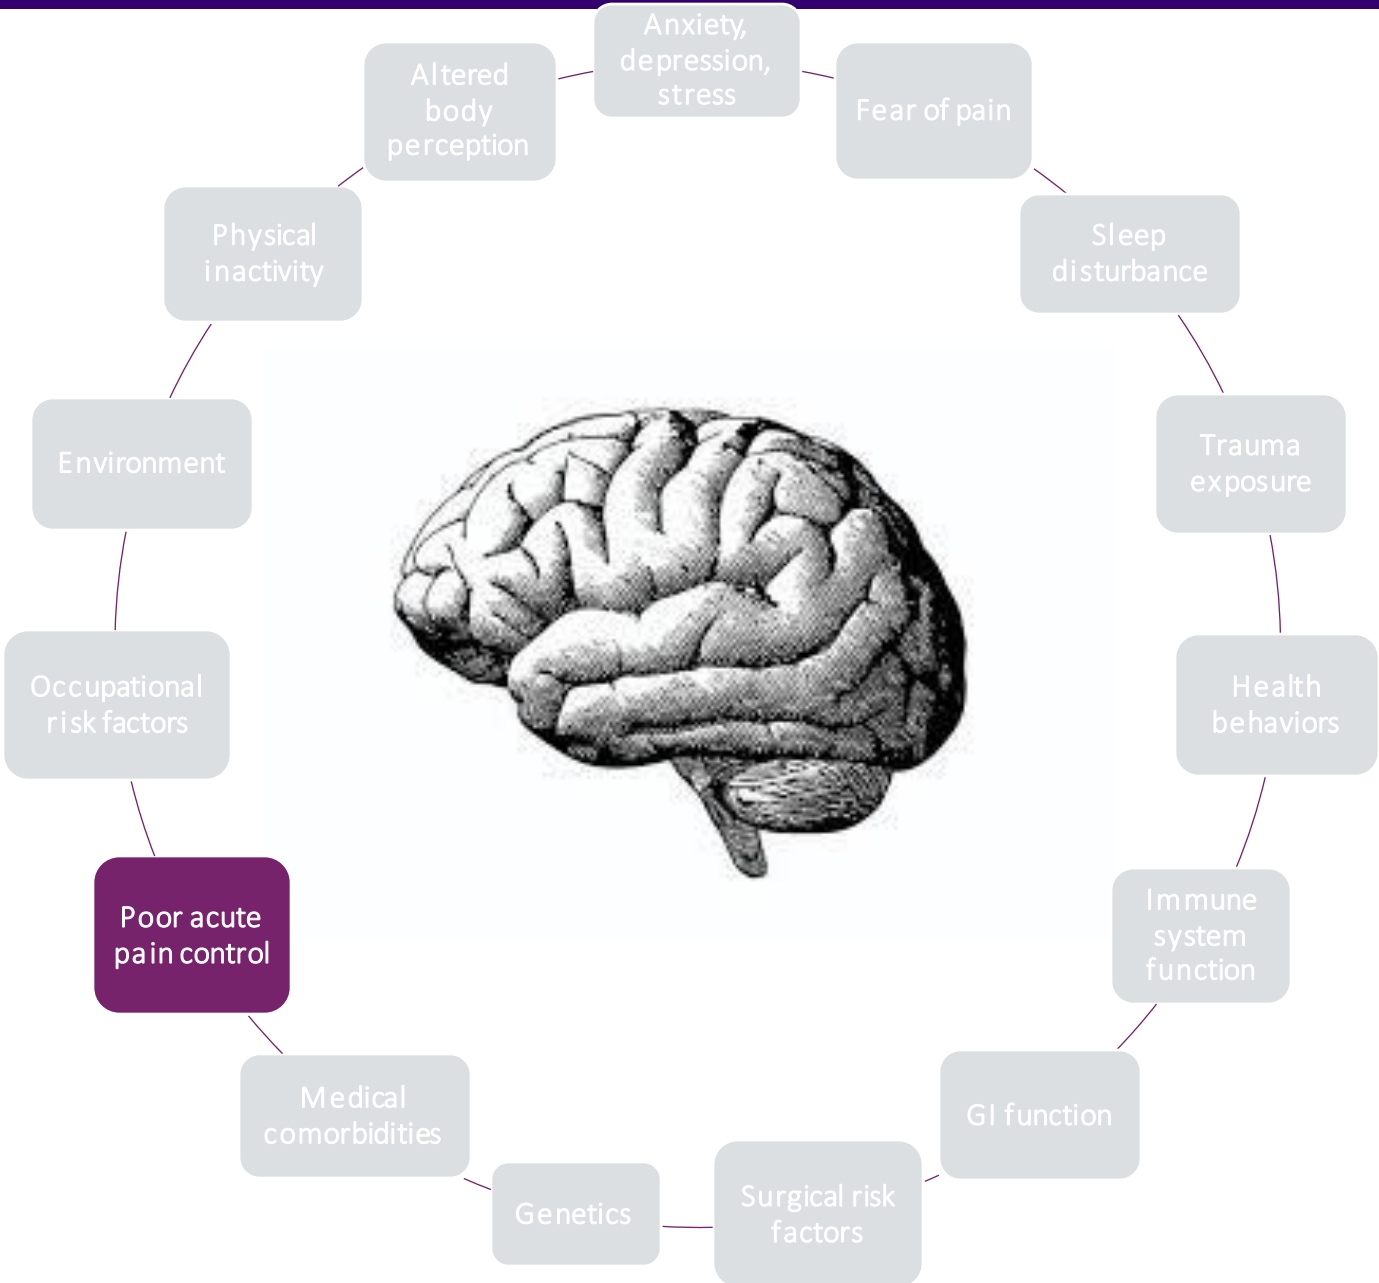 Anxiety,
depression,
stress
Fear of pain
Sleep
disturbance
Trauma
exposure
Health
behaviors
Immune
system
function
GI function
Surgical risk
factors
Genetics
Medical
comorbidities
Poor acute
pain control
Occupational
risk factors
Environment
Physical
inactivity
Altered
body
perception